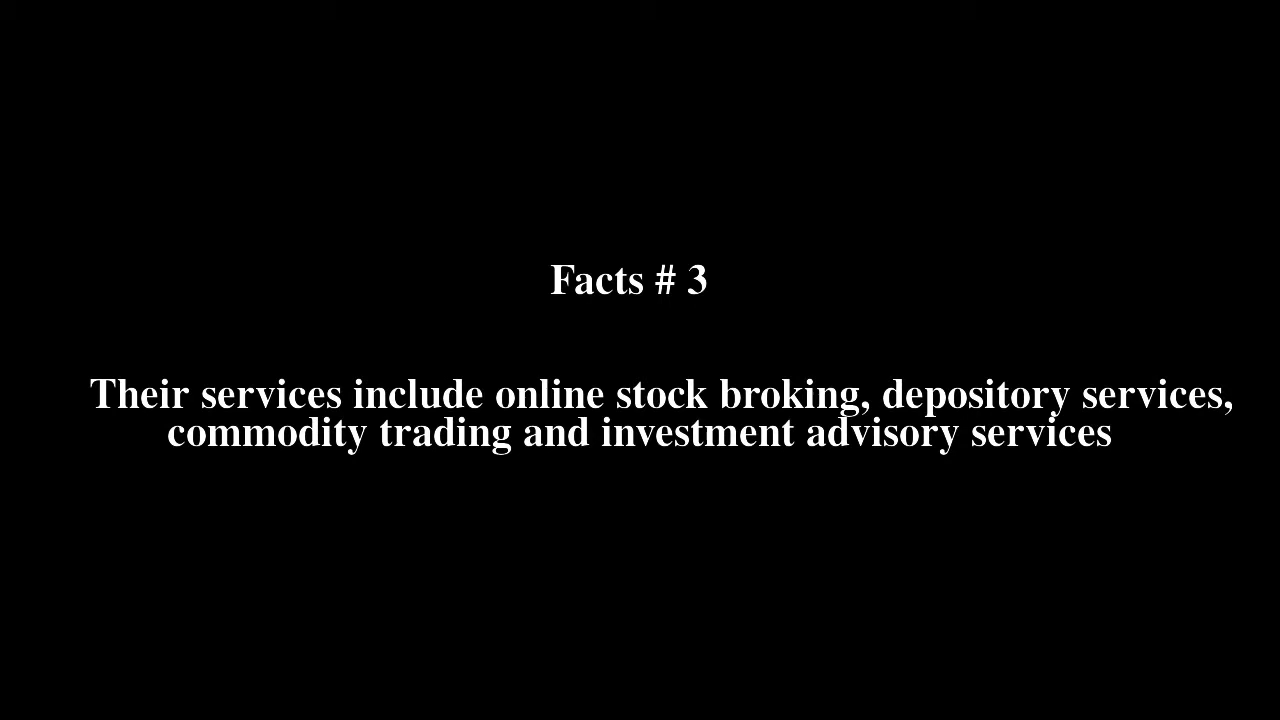 Facts # 3
Their services include online stock broking, depository services,
commodity trading and investment advisory services